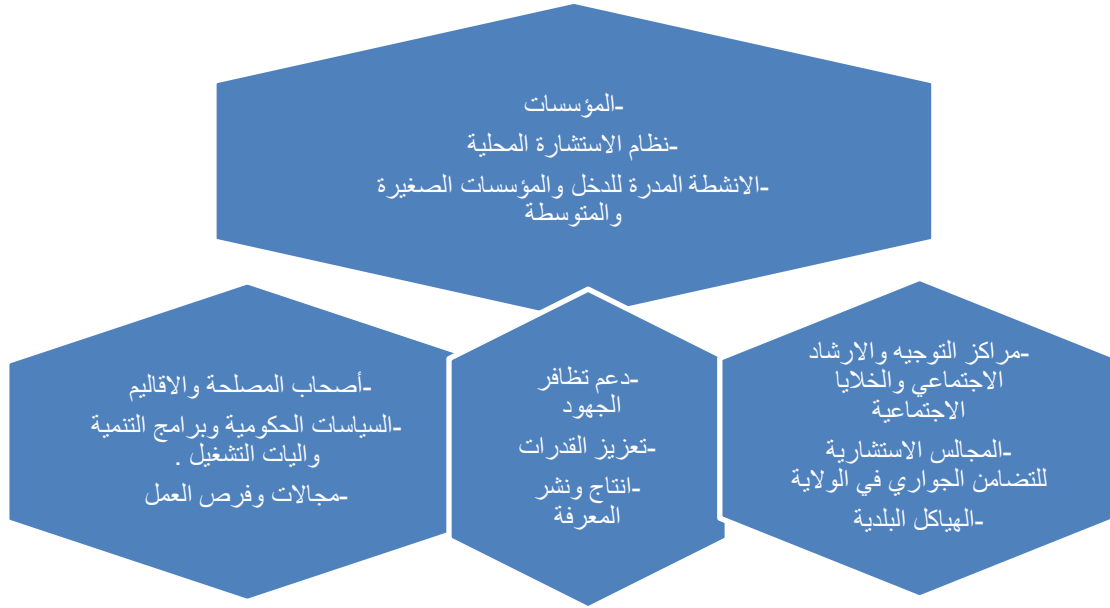 -المؤسسات
-نظام الاستشارة المحلية
-الانشطة المدرة للدخل والمؤسسات الصغيرة
والمتوسطة
-مراكز التوجيه والارشاد
الاجتماعي والخلايا
الاجتماعية
-المجالس الاستشارية
للتضامن الجواري في الولاية
-الهياكل البلدية
-دعم تظافر
الجهود
-تعزيز القدرات
-انتاج ونشر
المعرفة
-أصحاب المصلحة والاقاليم
-السياسات الحكومية وبرامج التنمية
واليات التشغيل .
-مجالات وفرص العمل